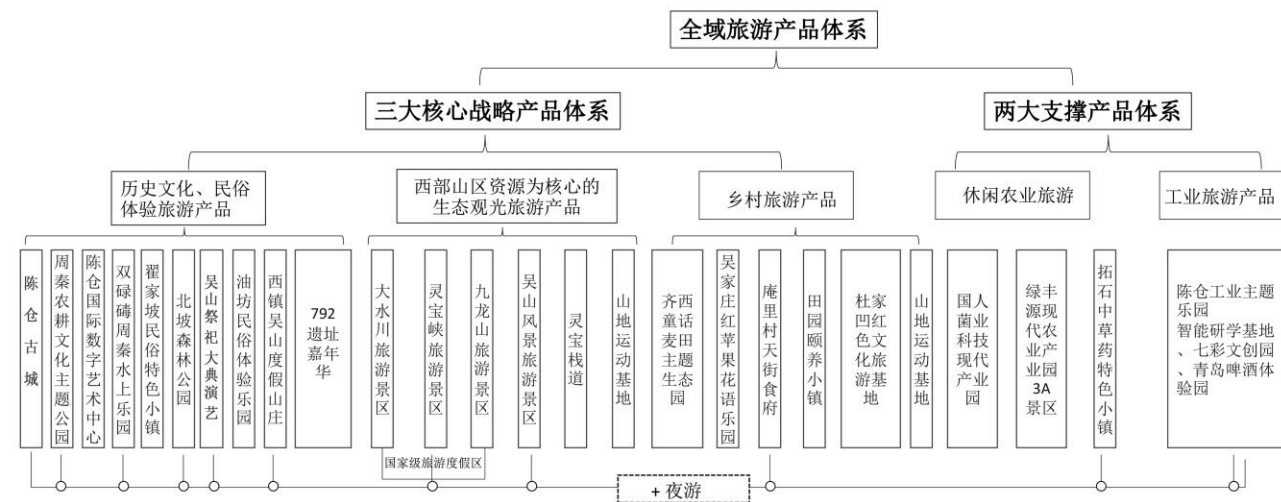 全域旅游产品体系
三大核心战略产品体系
两大支撑产品体系
历史文化、民俗
体验旅游产品
西部山区资源为核心的
生态观光旅游产品
乡村旅游产品
休闲农业旅游
工业旅游产品
陈仓古城
周秦农耕文化主题公园
陈仓国际数字艺术中心
双碌碡周秦水上乐园
翟家坡民俗特色小镇
北坡森林公园
吴山祭祀大典演艺
油坊民俗体验乐园
西镇吴山度假山庄
792
遗址
嘉年
华
大水川旅游景区
灵宝峡旅游景区
九龙山旅游景区
吴山风景旅游景区
灵宝栈道
山地运动基地
齐西
童话
麦田
主题
生态
园
吴家庄红苹果花语乐园
庵里村天街食府
田园颐养小镇
杜家
凹红
色文
化旅
游基
地
山地运动基地
国人
菌业
科技
现代
产业
园
绿丰
源现
代农
业产
业园
3A
景区
拓石中草药特色小镇
陈仓工业主题
乐园
智能研学基地
、七彩文创园
、青岛啤酒体
验园
国家级旅游度假区
+夜游